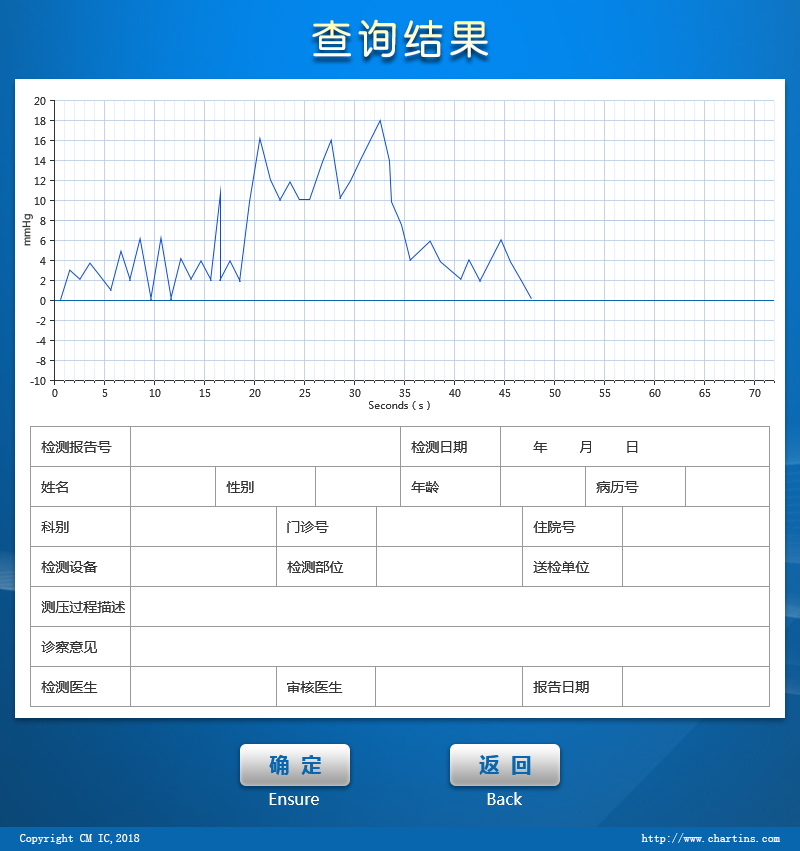 查询结果
20
18
16
14
12
10
8
6
4
2
0
-2
-4
-6
-8
-10
mmHg
0 5 10 15 20 25 30 35 40 45 50 55 60 65 70
Seconds ( s )
检测报告号 检测日期 年 月 日
姓名 性别 年龄 病历号
科别 门诊号 住院号
检测设备 检测部位 送检单位
测压过程描述
诊察意见
检测医生 审核医生 报告日期
确 定 返 回
Ensure Back
Copyright CM IC,2018 http://www.chartins.com